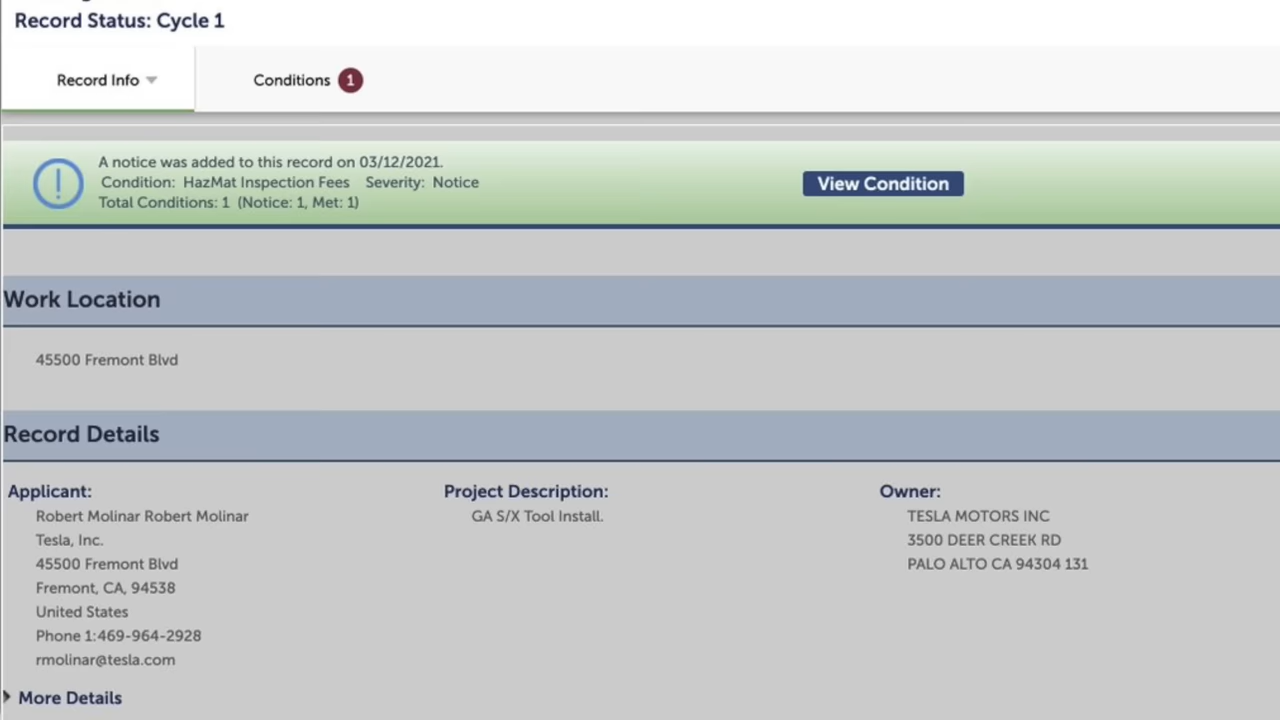 Record Status: Cycle 1
Record Info
Conditions 1
A notice was added to this record on 03/12/2021.
Condition: HazMat Inspection Fees Severity: Notice
Total Conditions: 1 (Notice: 1, Met: 1)
View Condition
Work Location
45500 Fremont Blvd
Record Details
Applicant:
Robert Molinar Robert Molinar
Tesla, Inc.
45500 Fremont Blvd
Fremont, CA, 94538
United States
Phone 1:469-964-2928
rmolinar@tesla.com
Project Description:
GA S/X Tool Install.
Owner:
TESLA MOTORS INC
3500 DEER CREEK RD
PALO ALTO CA 94304 131
More Details